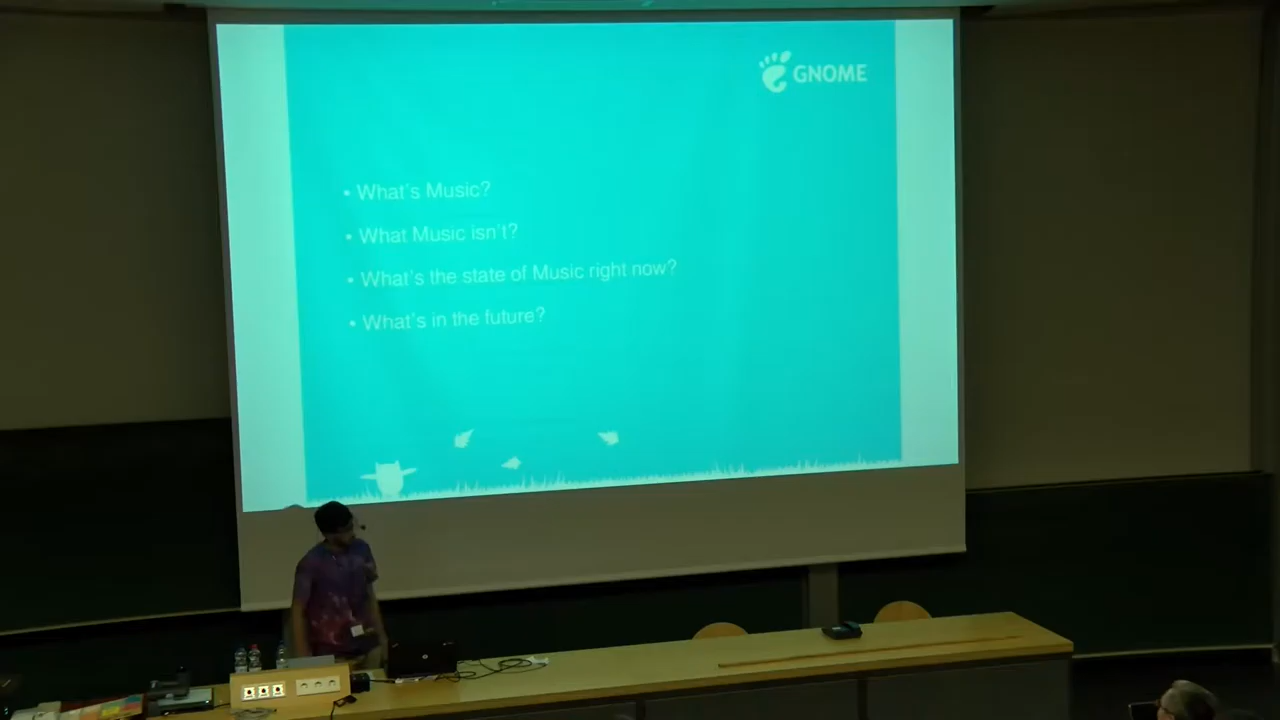 GNOME
• What's Music?
• What Music isn't?
• What's the state of Music right now?
• What's in the future?